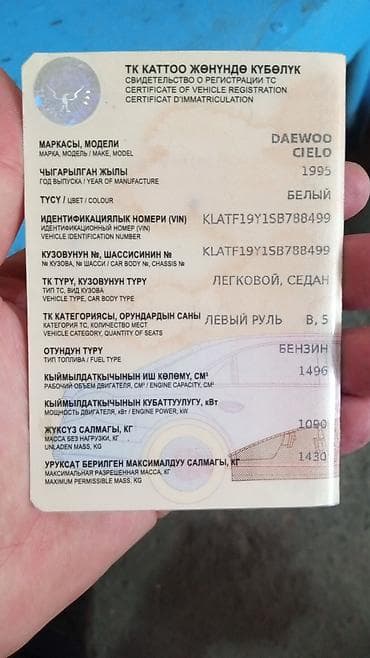 ТК КАТТОО ЖӨНҮНДӨ КҮБӨЛҮК
СВИДЕТЕЛЬСТВО О РЕГИСТРАЦИИ ТС
CERTIFICATE OF VEHICLE REGISTRATION
CERTIFICAT D'IMMATRICULATION
МАРКАСЫ, МОДЕЛИ DAEWOO
МАРКА, МОДЕЛЬ / MAKE, MODEL CIELO
ЧЫГАРЫЛГАН ЖЫЛЫ 1995
ГОД ВЫПУСКА / YEAR OF MANUFACTURE
ТҮСҮ / ЦВЕТ / COLOUR БЕЛЫЙ
ИДЕНТИФИКАЦИЯЛЫК НОМЕРИ (VIN) KLATF19Y1SB788499
ИДЕНТИФИКАЦИОННЫЙ НОМЕР (VIN)
VEHICLE IDENTIFICATION NUMBER
КУЗОВУНУН №, ШАССИСИНИН № KLATF19Y1SB788499
№ КУЗОВА, № ШАССИ / CAR BODY №, CHASSIS №
ТК ТҮРҮ, КУЗОВУНУН ТҮРҮ ЛЕГКОВОЙ, СЕДАН
ТИП ТС, ВИД КУЗОВА
VEHICLE TYPE, CAR BODY TYPE
ТК КАТЕГОРИЯСЫ, ОРУНДАРДЫН САНЫ ЛЕВЫЙ РУЛЬ B, 5
КАТЕГОРИЯ ТС, КОЛИЧЕСТВО МЕСТ
VEHICLE CATEGORY, QUANTITY OF SEATS
ОТУНДУН ТҮРҮ БЕНЗИН
ТИП ТОПЛИВА / FUEL TYPE
КЫЙМЫЛДАТКЫЧЫНЫН ИШ КӨЛӨМҮ, СМ³ 1496
РАБОЧИЙ ОБЪЕМ ДВИГАТЕЛЯ, СМ³ / ENGINE CAPACITY, CM³
КЫЙМЫЛДАТКЫЧЫНЫН КУБАТТУУЛУГУ, кВт
МОЩНОСТЬ ДВИГАТЕЛЯ, кВт / ENGINE POWER, kW
ЖҮКСҮЗ САЛМАГЫ, КГ 1090
МАССА БЕЗ НАГРУЗКИ, КГ
UNLADEN MASS, KG
УРУКСАТ БЕРИЛГЕН МАКСИМАЛДУУ САЛМАГЫ, КГ 1430
МАКСИМАЛЬНАЯ РАЗРЕШЕННАЯ МАССА, КГ
MAXIMUM PERMISSIBLE MASS, KG